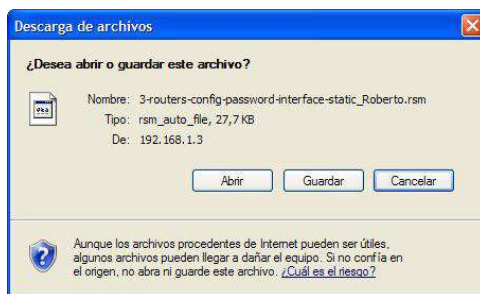 Descarga de archivos
¿Desea abrir o guardar este archivo?
Nombre: 3-routers-config-password-interface-static_Roberto.rsm
Tipo: rsm_auto_file, 27,7 KB
De: 192.168.1.3
Abrir Guardar Cancelar
Aunque los archivos procedentes de Internet pueden ser útiles,
algunos archivos pueden llegar a dañar el equipo. Si no confía en
el origen, no abra ni guarde este archivo. ¿Cuál es el riesgo?